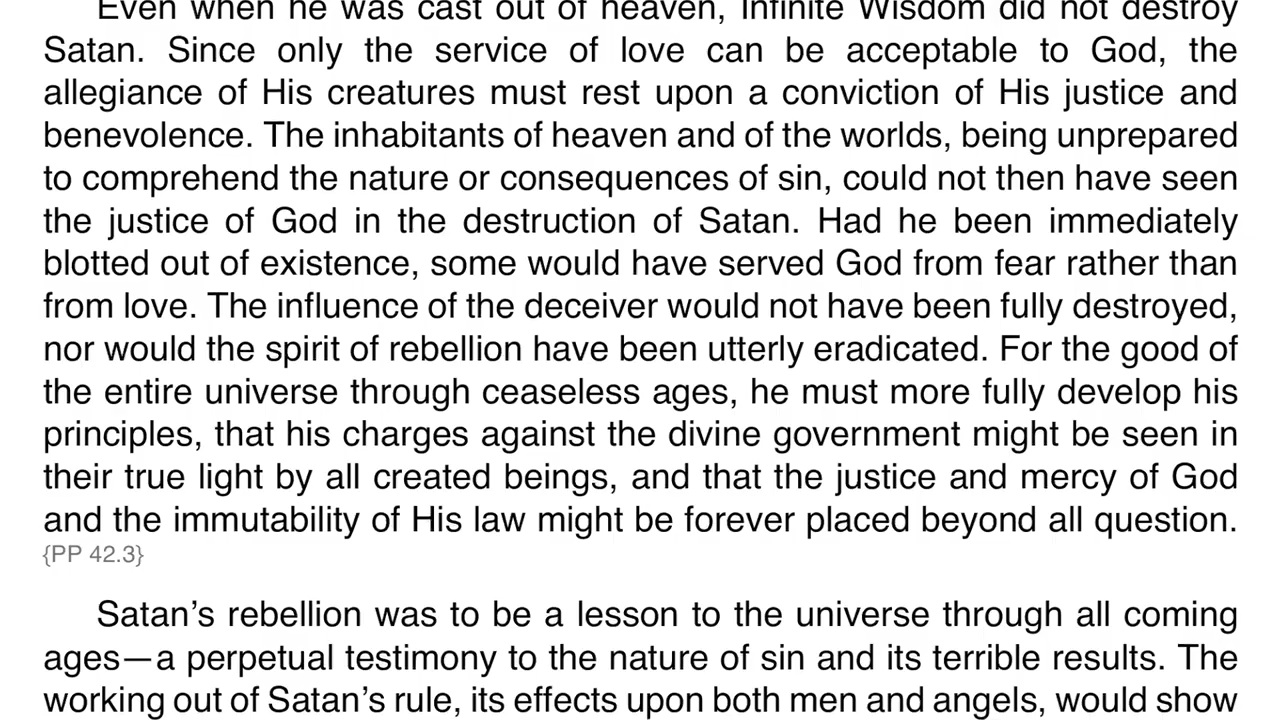 Even when he was cast out of heaven, Infinite Wisdom did not destroy
Satan. Since only the service of love can be acceptable to God, the
allegiance of His creatures must rest upon a conviction of His justice and
benevolence. The inhabitants of heaven and of the worlds, being unprepared
to comprehend the nature or consequences of sin, could not then have seen
the justice of God in the destruction of Satan. Had he been immediately
blotted out of existence, some would have served God from fear rather than
from love. The influence of the deceiver would not have been fully destroyed,
nor would the spirit of rebellion have been utterly eradicated. For the good of
the entire universe through ceaseless ages, he must more fully develop his
principles, that his charges against the divine government might be seen in
their true light by all created beings, and that the justice and mercy of God
and the immutability of His law might be forever placed beyond all question.
{PP 42.3}
Satan’s rebellion was to be a lesson to the universe through all coming
ages—a perpetual testimony to the nature of sin and its terrible results. The
working out of Satan’s rule, its effects upon both men and angels, would show